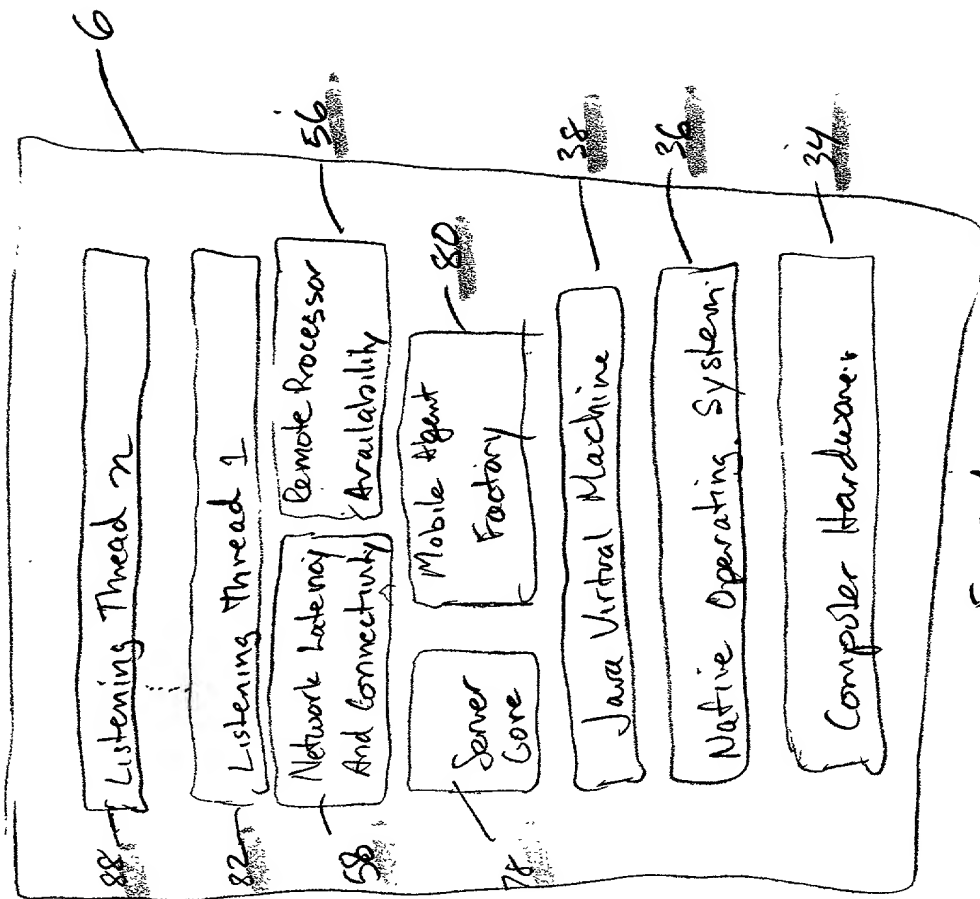 6
88 Listening Thread n
82 Listening Thread 1
58 Network Latency
And Connectivity
Remote Processor
Availability
56
78
Server
Core
Mobile Agent
Factory
80
Java Virtual Machine
38
Native Operating System
36
Computer Hardware
34